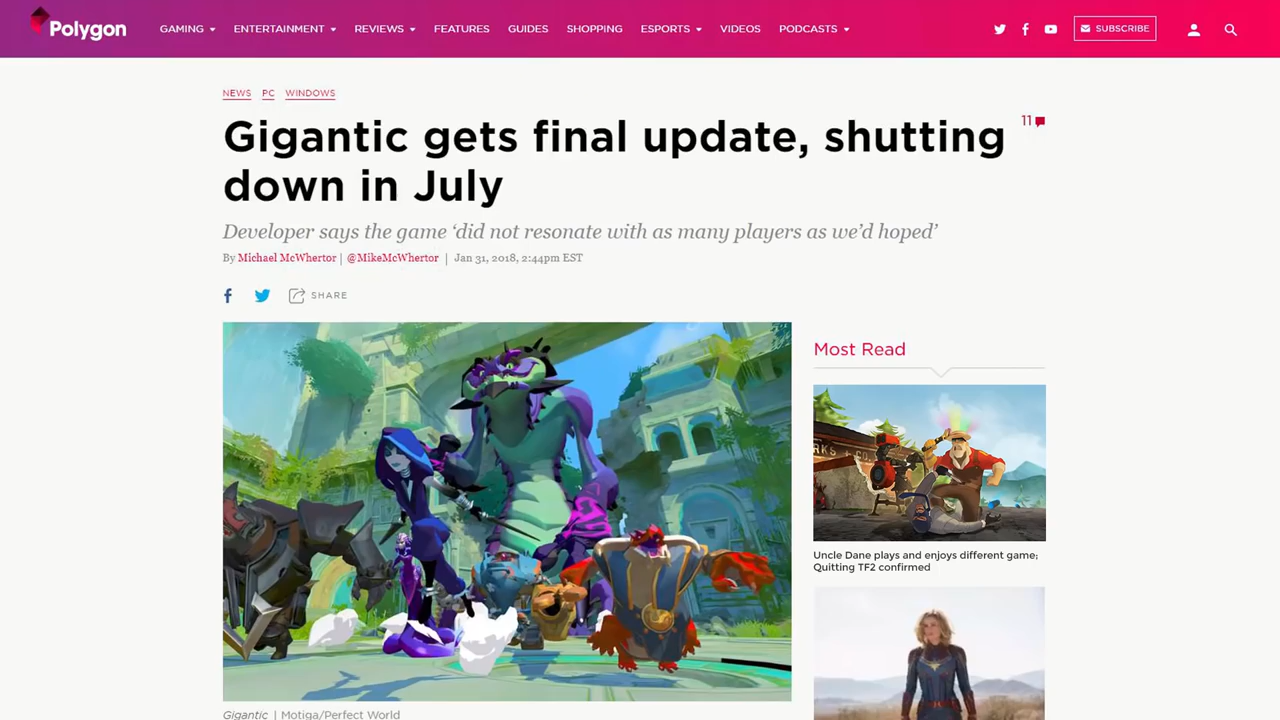 Polygon
GAMING ENTERTAINMENT REVIEWS FEATURES GUIDES SHOPPING ESPORTS VIDEOS PODCASTS
SUBSCRIBE
NEWS PC WINDOWS
Gigantic gets final update, shutting
down in July
11
Developer says the game ‘did not resonate with as many players as we’d hoped’
By Michael McWhertor | @MikeMcWhertor | Jan 31, 2018, 2:44pm EST
SHARE
Most Read
RKS + CO.
Uncle Dane plays and enjoys different game;
Quitting TF2 confirmed
Gigantic | Motiga/Perfect World